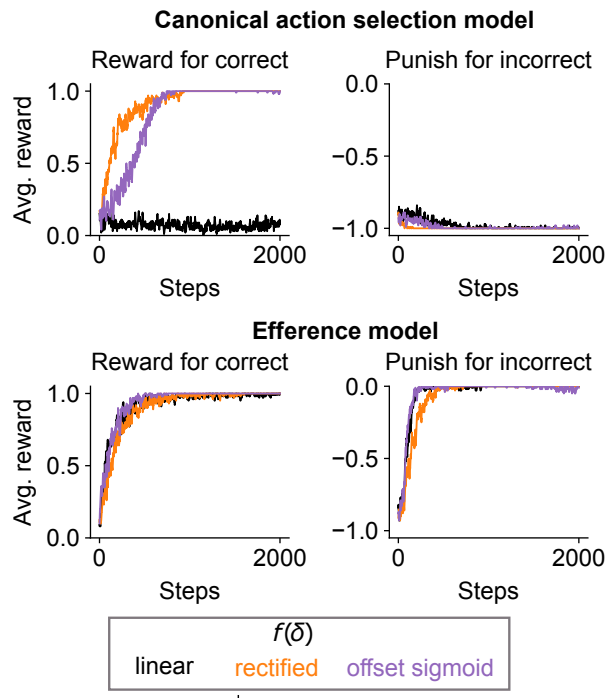 Canonical action selection model
Reward for correct
Punish for incorrect
Avg. reward
1.0
0.5
0.0
0
2000
Steps
0.0
−0.5
−1.0
0
2000
Steps
Efference model
Reward for correct
Punish for incorrect
Avg. reward
1.0
0.5
0.0
0
2000
Steps
0.0
−0.5
−1.0
0
2000
Steps
f(δ)
linear rectified offset sigmoid